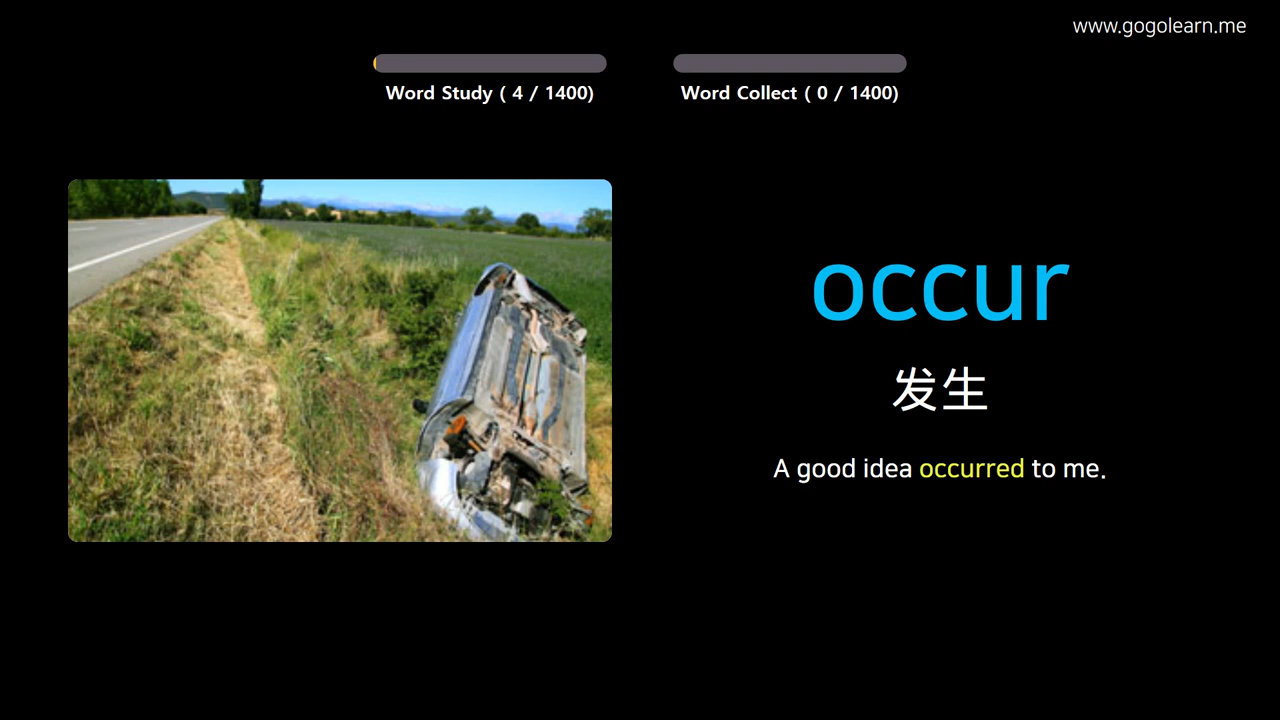 www.gogolearn.me
Word Study ( 4 / 1400)
Word Collect ( 0 / 1400)
occur
发生
A good idea occurred to me.